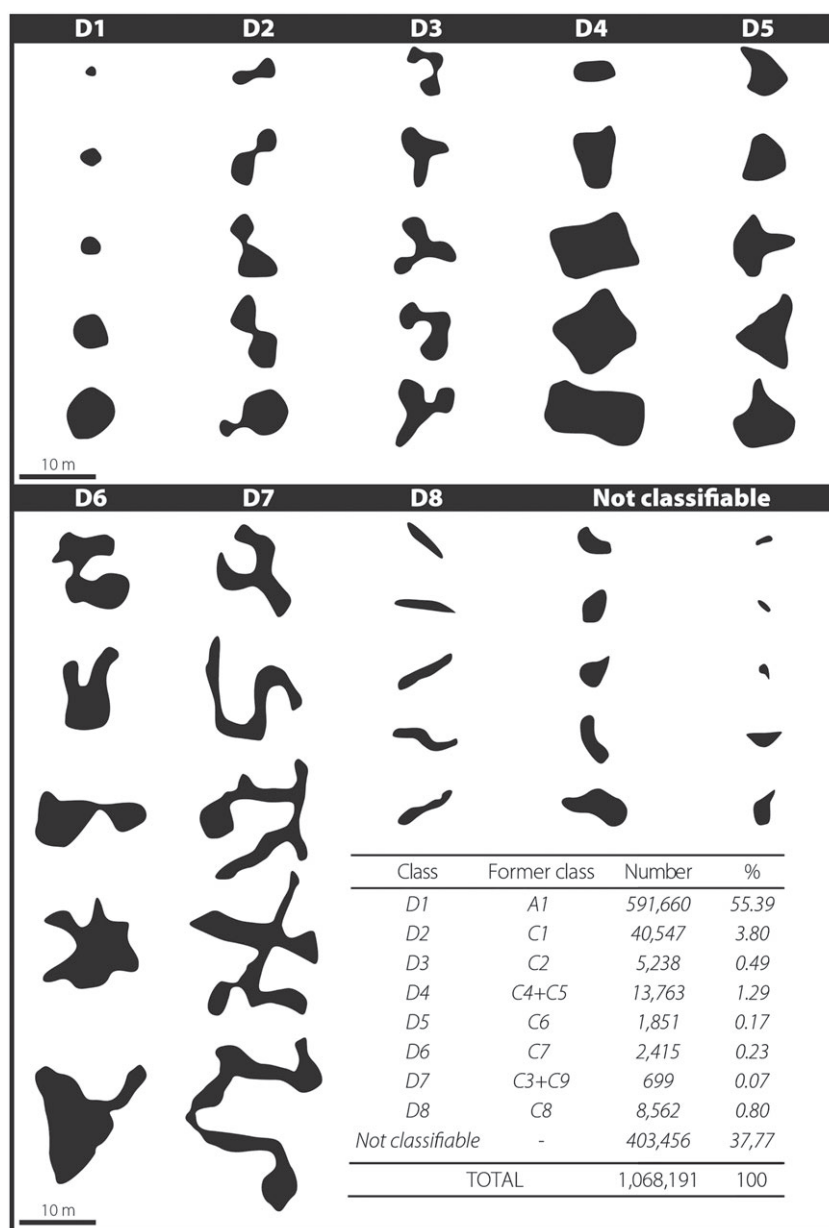 D1 D2 D3 D4 D5
10 m
D6 D7 D8 Not classifiable
Class Former class Number %
D1 A1 591,660 55.39
D2 C1 40,547 3.80
D3 C2 5,238 0.49
D4 C4+C5 13,763 1.29
D5 C6 1,851 0.17
D6 C7 2,415 0.23
D7 C3+C9 699 0.07
D8 C8 8,562 0.80
Not classifiable - 403,456 37,77
TOTAL 1,068,191 100
10 m